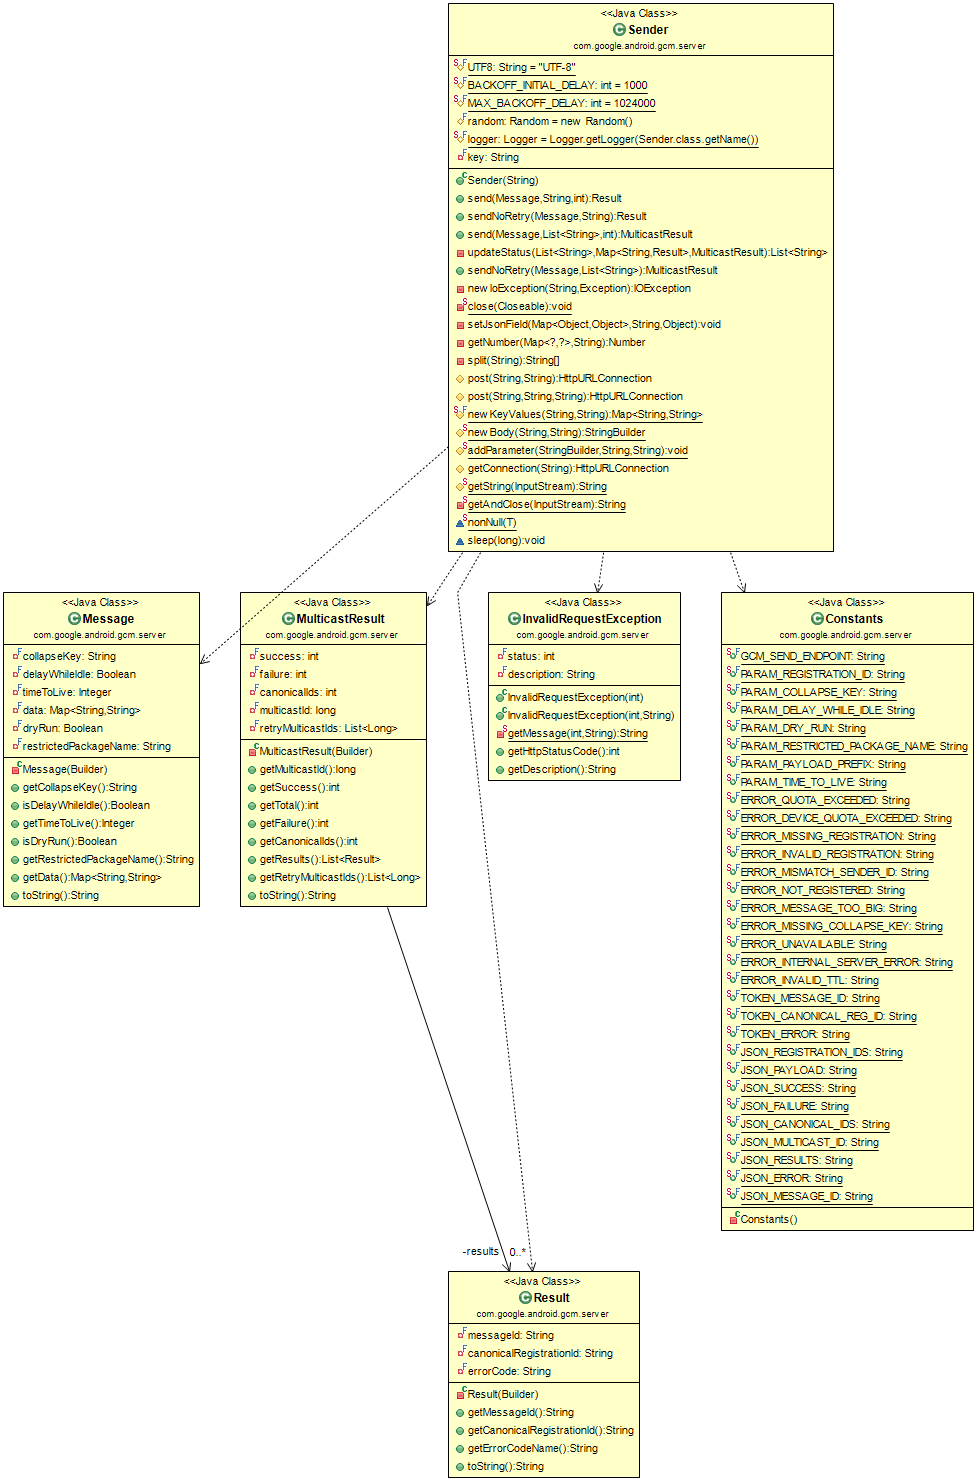 <<Java Class>>
Sender
com.google.android.gcm.server
UTF8: String = "UTF-8"
BACKOFF_INITIAL_DELAY: int = 1000
MAX_BACKOFF_DELAY: int = 1024000
random: Random = new Random()
logger: Logger = Logger.getLogger(Sender.class.getName())
key: String
Sender(String)
send(Message,String,int):Result
sendNoRetry(Message,String):Result
send(Message,List<String>,int):MulticastResult
updateStatus(List<String>,Map<String,Result>,MulticastResult):List<String>
sendNoRetry(Message,List<String>):MulticastResult
newIoException(String,Exception):IOException
close(Closeable):void
setJsonField(Map<Object,Object>,String,Object):void
getNumber(Map<?,?>,String):Number
split(String):String[]
post(String,String):HttpURLConnection
post(String,String,String):HttpURLConnection
newKeyValues(String,String):Map<String,String>
newBody(String,String):StringBuilder
addParameter(StringBuilder,String,String):void
getConnection(String):HttpURLConnection
getString(InputStream):String
getAndClose(InputStream):String
nonNull(T)
sleep(long):void
<<Java Class>>
Message
com.google.android.gcm.server
collapseKey: String
delayWhileIdle: Boolean
timeToLive: Integer
data: Map<String,String>
dryRun: Boolean
restrictedPackageName: String
Message(Builder)
getCollapseKey():String
isDelayWhileIdle():Boolean
getTimeToLive():Integer
isDryRun():Boolean
getRestrictedPackageName():String
getData():Map<String,String>
toString():String
<<Java Class>>
MulticastResult
com.google.android.gcm.server
success: int
failure: int
canonicalIds: int
multicastId: long
retryMulticastIds: List<Long>
MulticastResult(Builder)
getMulticastId():long
getSuccess():int
getTotal():int
getFailure():int
getCanonicalIds():int
getResults():List<Result>
getRetryMulticastIds():List<Long>
toString():String
<<Java Class>>
InvalidRequestException
com.google.android.gcm.server
status: int
description: String
InvalidRequestException(int)
InvalidRequestException(int,String)
getMessage(int,String):String
getHttpStatusCode():int
getDescription():String
<<Java Class>>
Constants
com.google.android.gcm.server
GCM_SEND_ENDPOINT: String
PARAM_REGISTRATION_ID: String
PARAM_COLLAPSE_KEY: String
PARAM_DELAY_WHILE_IDLE: String
PARAM_DRY_RUN: String
PARAM_RESTRICTED_PACKAGE_NAME: String
PARAM_PAYLOAD_PREFIX: String
PARAM_TIME_TO_LIVE: String
ERROR_QUOTA_EXCEEDED: String
ERROR_DEVICE_QUOTA_EXCEEDED: String
ERROR_MISSING_REGISTRATION: String
ERROR_INVALID_REGISTRATION: String
ERROR_MISMATCH_SENDER_ID: String
ERROR_NOT_REGISTERED: String
ERROR_MESSAGE_TOO_BIG: String
ERROR_MISSING_COLLAPSE_KEY: String
ERROR_UNAVAILABLE: String
ERROR_INTERNAL_SERVER_ERROR: String
ERROR_INVALID_TTL: String
TOKEN_MESSAGE_ID: String
TOKEN_CANONICAL_REG_ID: String
TOKEN_ERROR: String
JSON_REGISTRATION_IDS: String
JSON_PAYLOAD: String
JSON_SUCCESS: String
JSON_FAILURE: String
JSON_CANONICAL_IDS: String
JSON_MULTICAST_ID: String
JSON_RESULTS: String
JSON_ERROR: String
JSON_MESSAGE_ID: String
Constants()
-results 0..*
<<Java Class>>
Result
com.google.android.gcm.server
messageId: String
canonicalRegistrationId: String
errorCode: String
Result(Builder)
getMessageId():String
getCanonicalRegistrationId():String
getErrorCodeName():String
toString():String